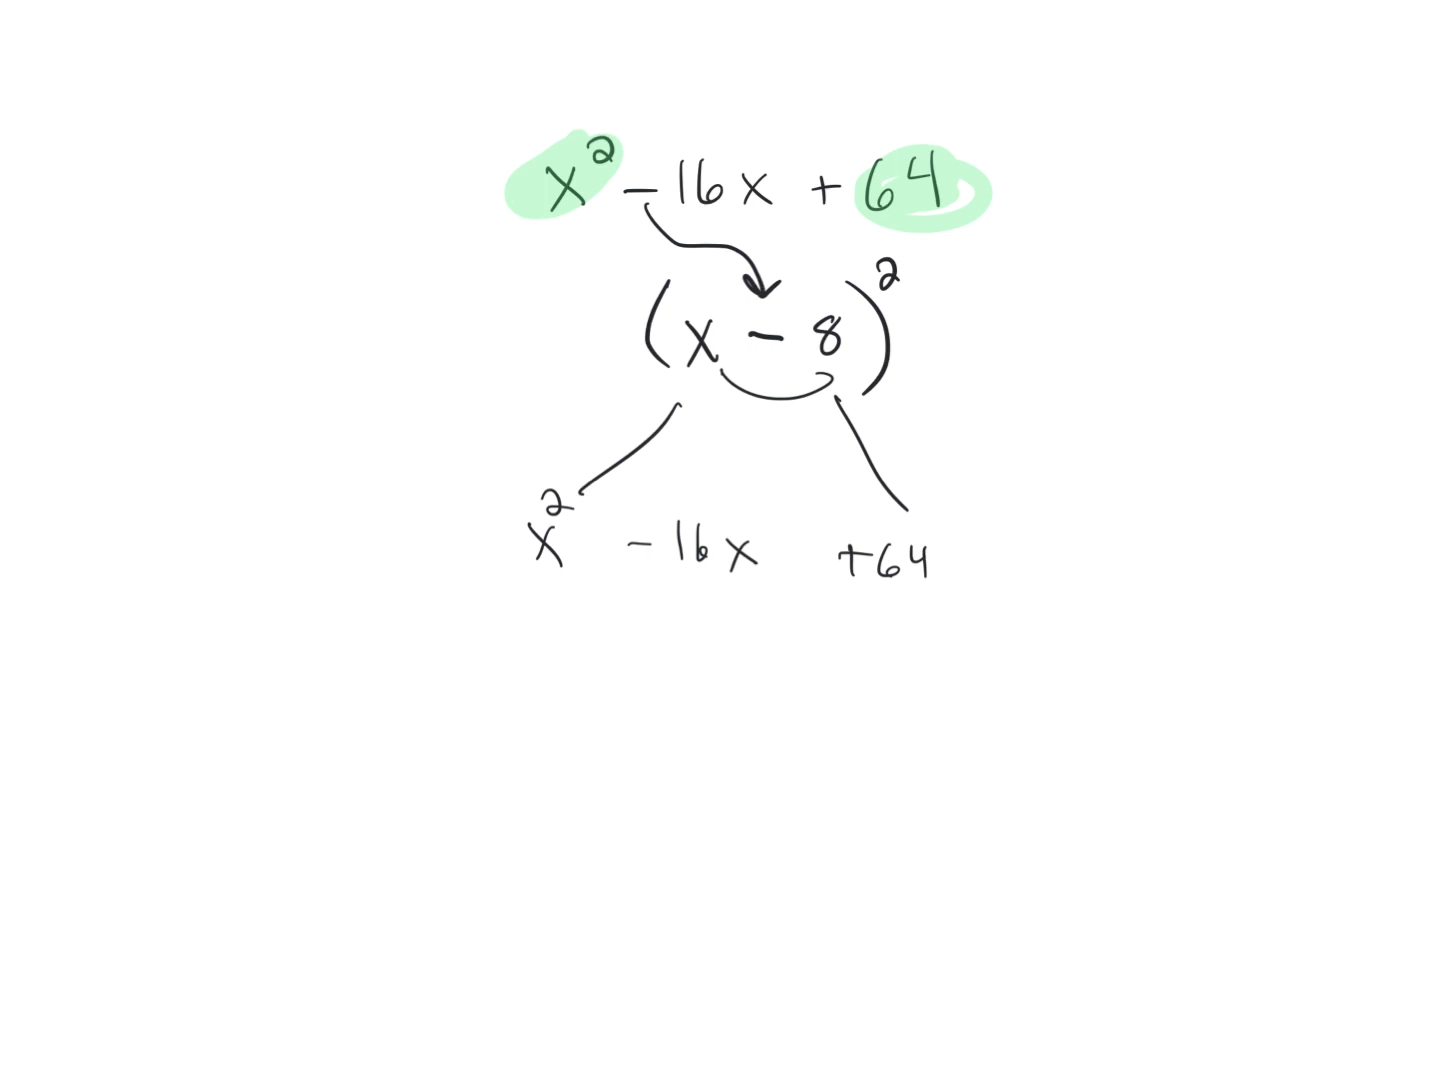 x² - 16x + 64
(x - 8)²
x² - 16x +64